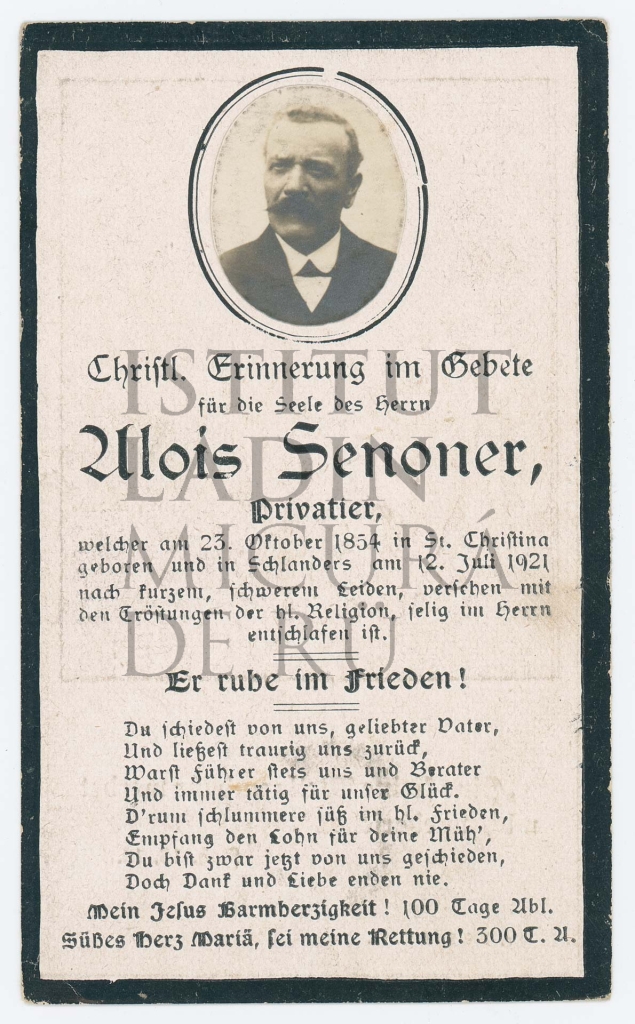 Christl. Erinnerung im Gebete
für die Seele des Herrn
Alois Senoner,
Privatier,
welcher am 23. Oktober 1854 in St. Christina
geboren und in Schlanders am 12. Juli 1921
nach kurzem, schwerem Leiden, versehen mit
den Tröstungen der hl. Religion, selig im Herrn
entschlafen ist.
Er ruhe im Frieden!
Du schiedest von uns, geliebter Vater,
Und ließest traurig uns zurück,
Warst Führer stets uns und Berater
Und immer tätig für unser Glück.
D'rum schlummere süß im hl. Frieden,
Empfang den Lohn für deine Müh',
Du bist zwar jetzt von uns geschieden,
Doch Dank und Liebe enden nie.
Mein Jesus Barmherzigkeit! 100 Tage Abl.
Süßes Herz Mariä, sei meine Rettung! 300 T. A.
ISTITUT
LADIN
MICURÁ
DE RÜ